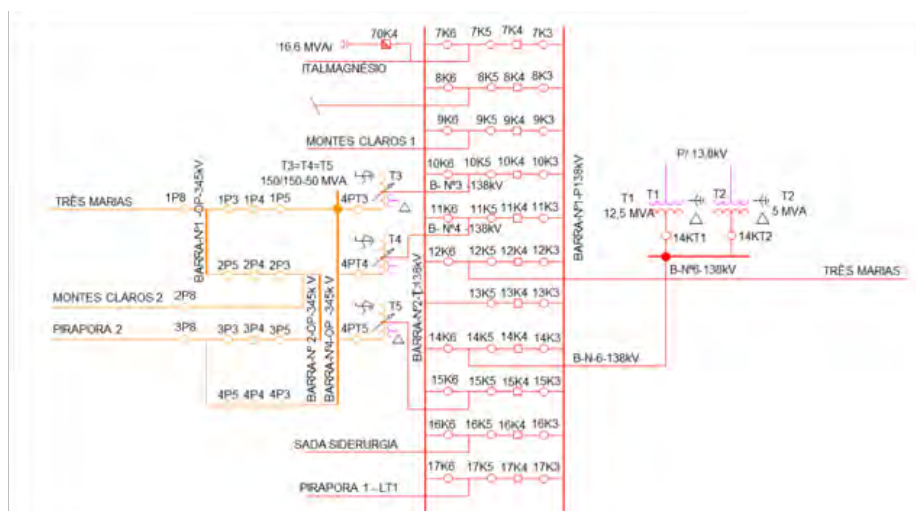 70K4
7K6 7K5 7K4 7K3
16.6 MVAr
ITALMAGNÉSIO
8K6 8K5 8K4 8K3
9K6 9K5 9K4 9K3
MONTES CLAROS 1
P/ 13,8kV
T3=T4=T5
150/150-50 MVA
T3
10K6 10K5 10K4 10K3
B- Nº3 -138kV
TRÊS MARIAS
1P8
1P3 1P4 1P5
4PT3
11K6 11K5 11K4 11K3
T1 T1 T2 T2
12,5 MVA
5 MVA
14KT1 14KT2
B- Nº4 -138kV
T4
BARRA-Nº1 -OP-345kV
BARRA-Nº1-P138kV
2P5 2P4 2P3
4PT4
12K6 12K5 12K4 12K3
B-Nº6-138kV
TRÊS MARIAS
MONTES CLAROS 2
2P8
13K5 13K4 13K3
T5
PIRAPORA 2
3P8
3P3 3P4 3P5
4PT5
14K6 14K5 14K4 14K3
BARRA-Nº 2-OP-345kV
BARRA-Nº4-OP -345kV
B-N-6-138kV
4P5 4P4 4P3
15K6 15K5 15K4 15K3
16K6 16K5 16K4 16K3
SADA SIDERURGIA
17K6 17K5 17K4 17K3
PIRAPORA 1 - LT1